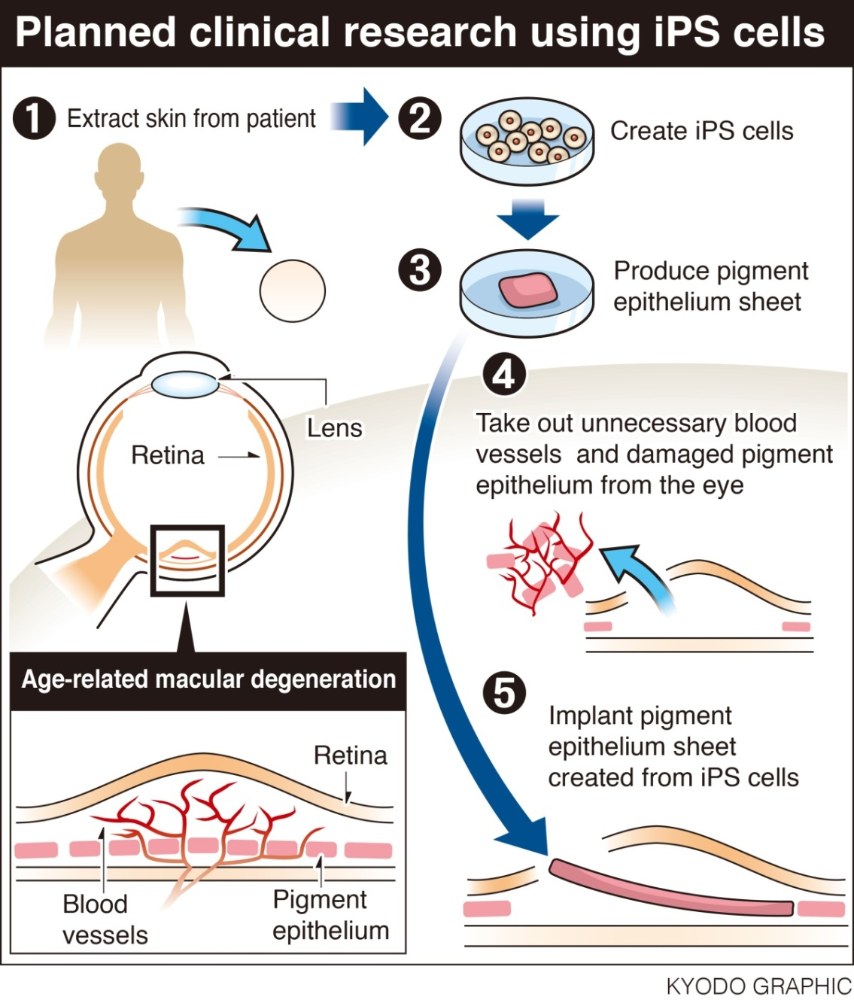 Planned clinical research using iPS cells
1 Extract skin from patient
2 Create iPS cells
3 Produce pigment
epithelium sheet
4
Take out unnecessary blood
vessels and damaged pigment
epithelium from the eye
Lens
Retina
Age-related macular degeneration
Retina
Blood
vessels
Pigment
epithelium
5
Implant pigment
epithelium sheet
created from iPS cells
KYODO GRAPHIC